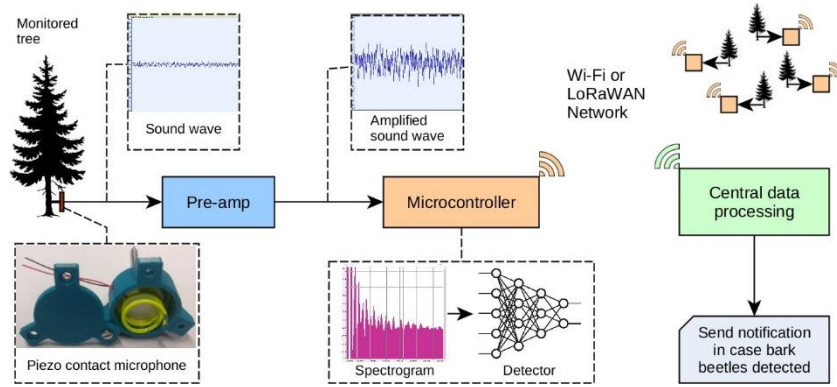 Monitored
tree
Sound wave
Amplified
sound wave
Wi-Fi or
LoRaWAN
Network
Pre-amp
Microcontroller
Central data
processing
Piezo contact microphone
Spectrogram
Detector
Send notification
in case bark
beetles detected